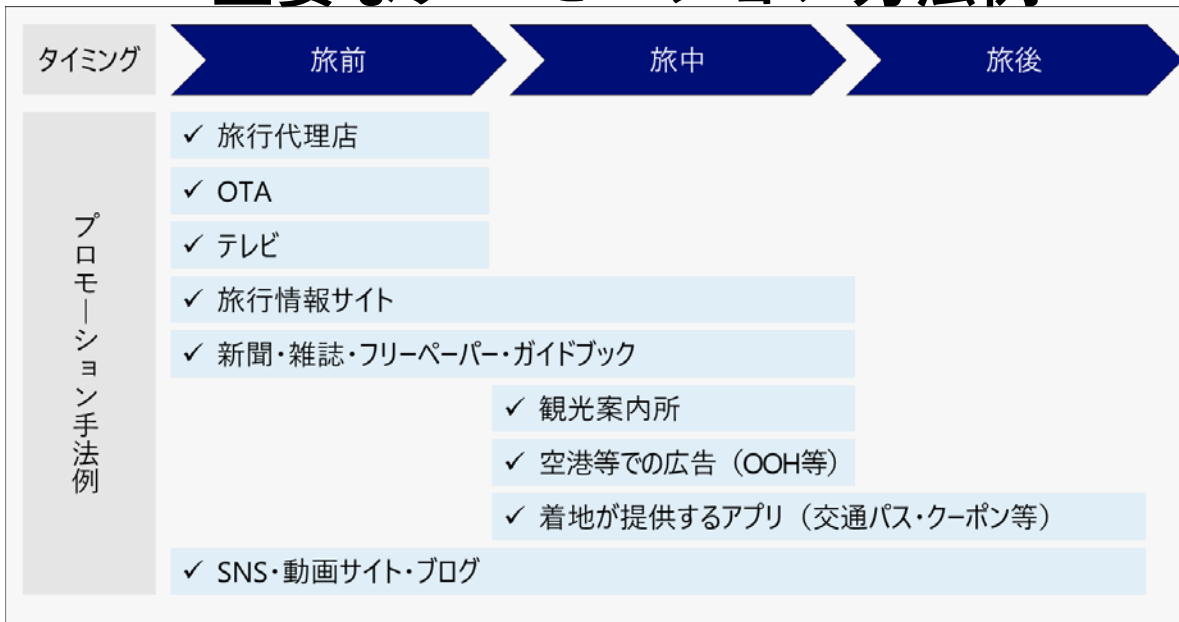 タイミング
旅前
旅中
旅後
プロモーション手法例
✓ 旅行代理店
✓ OTA
✓ テレビ
✓ 旅行情報サイト
✓ 新聞・雑誌・フリーペーパー・ガイドブック
✓ 観光案内所
✓ 空港等での広告（OOH等）
✓ 着地が提供するアプリ（交通パス・クーポン等）
✓ SNS・動画サイト・ブログ